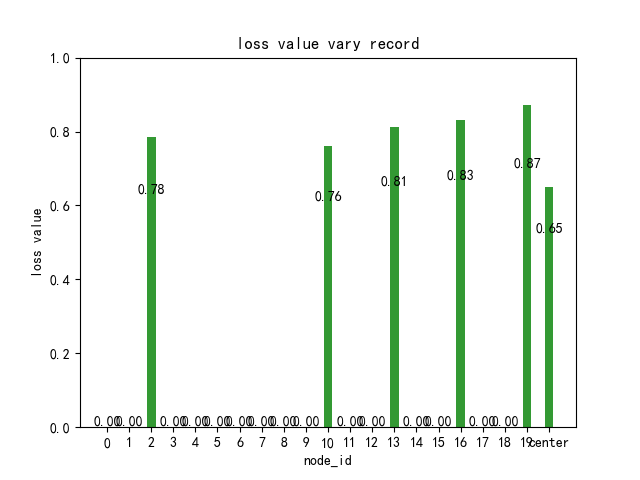 loss value vary record
1.0
0.8
0.6
0.4
0.2
0.0
loss value
0.00 0.00 0.78 0.00 0.00 0.00 0.00 0.00 0.00 0.00 0.76 0.00 0.00 0.81 0.00 0.00 0.83 0.00 0.00 0.87 0.65
0 1 2 3 4 5 6 7 8 9 10 11 12 13 14 15 16 17 18 19 center
node_id